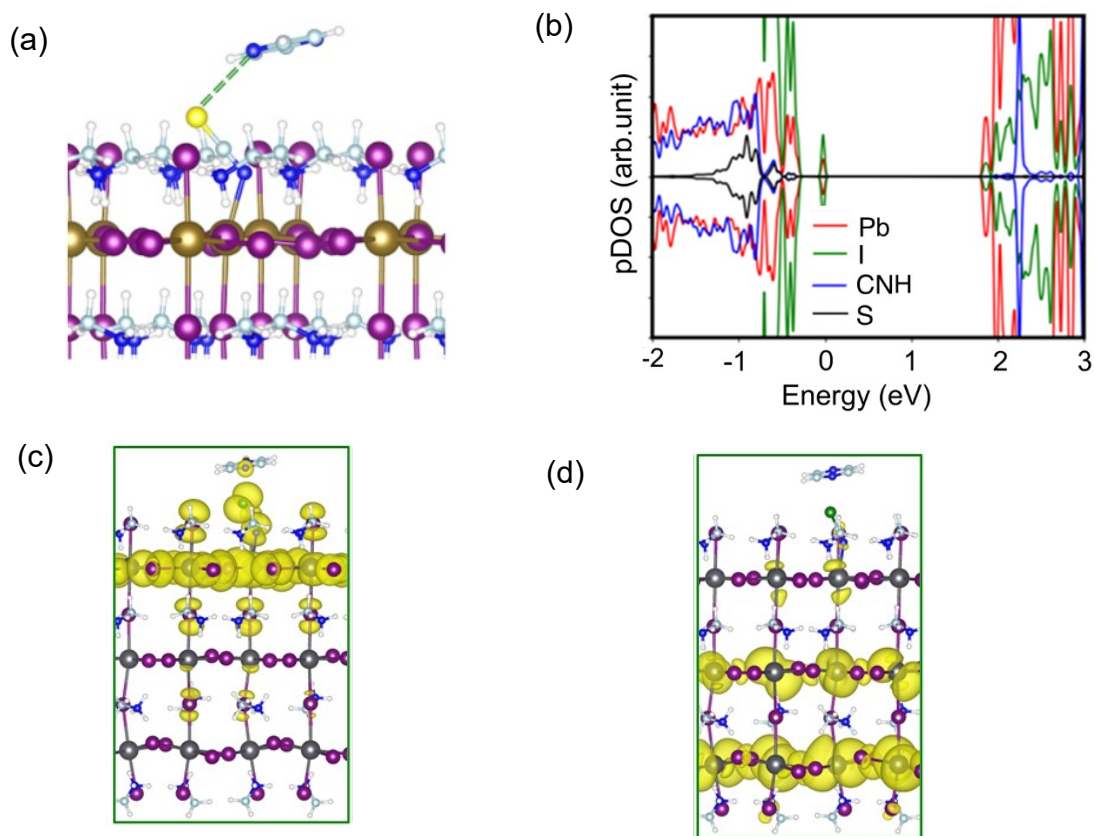 (a)
(b)
pDOS (arb.unit)
Pb
I
CNH
S
-2 -1 0 1 2 3
Energy (eV)
(c)
(d)